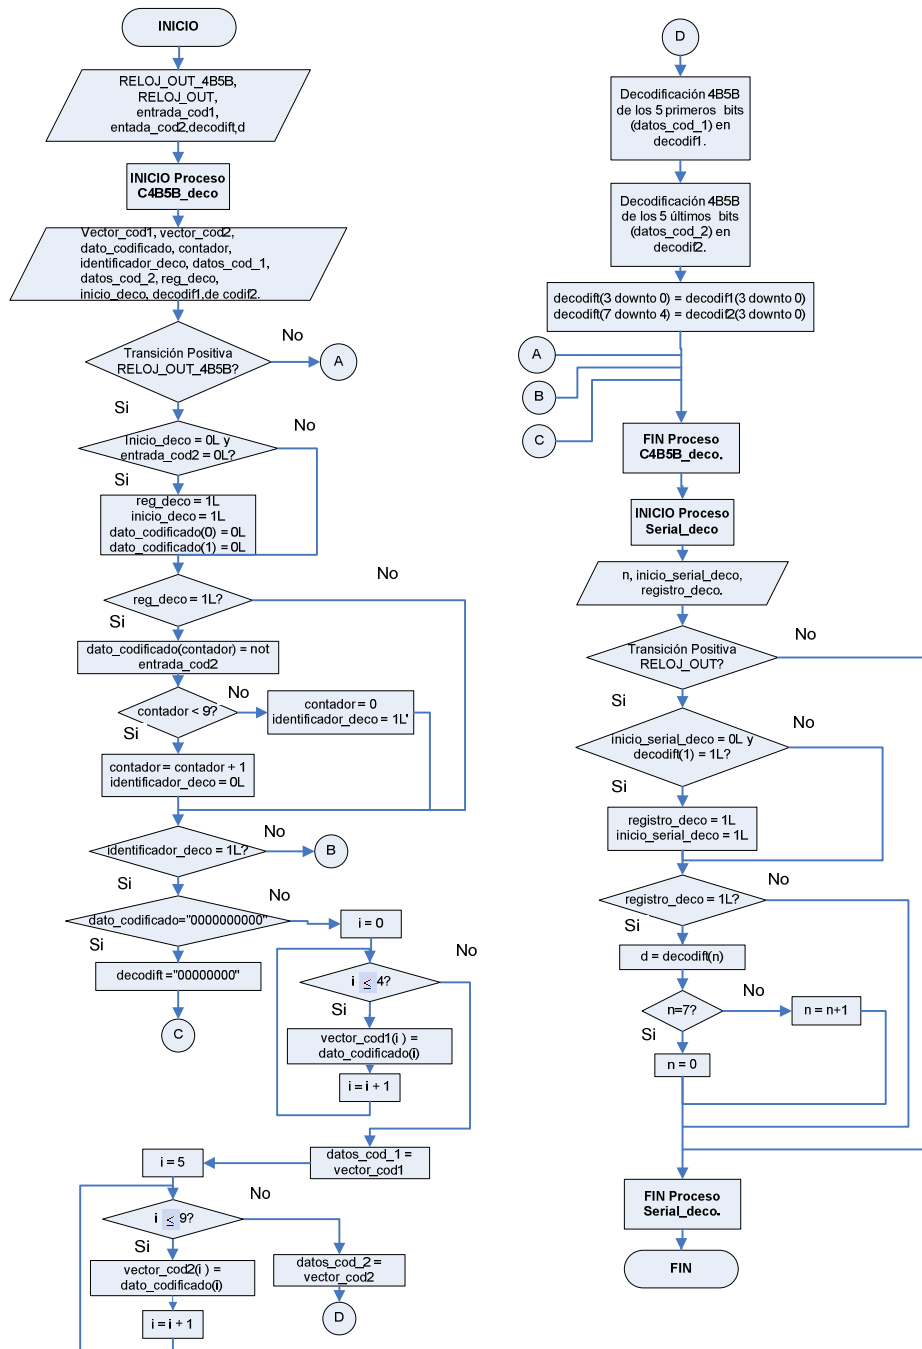 INICIO
RELOJ_OUT_4B5B,
RELOJ_OUT,
entrada_cod1,
entada_cod2,decodift,d
INICIO Proceso
C4B5B_deco
Vector_cod1, vector_cod2,
dato_codificado, contador,
identificador_deco, datos_cod_1,
datos_cod_2, reg_deco,
inicio_deco, decodif1,de codif2.
Transición Positiva
RELOJ_OUT_4B5B?
No
A
Si
Inicio_deco = 0L y
entrada_cod2 = 0L?
No
Si
reg_deco = 1L
inicio_deco = 1L
dato_codificado(0) = 0L
dato_codificado(1) = 0L
reg_deco = 1L?
No
Si
dato_codificado(contador) = not
entrada_cod2
contador < 9?
No
contador = 0
identificador_deco = 1L'
Si
contador = contador + 1
identificador_deco = 0L
identificador_deco = 1L?
No
B
Si
dato_codificado="0000000000"
No
Si
decodift ="00000000"
C
i = 0
i ≤ 4?
No
Si
vector_cod1(i ) =
dato_codificado(i)
i = i + 1
datos_cod_1 =
vector_cod1
i = 5
i ≤ 9?
No
Si
vector_cod2(i ) =
dato_codificado(i)
i = i + 1
datos_cod_2 =
vector_cod2
D
D
Decodificación 4B5B
de los 5 primeros bits
(datos_cod_1) en
decodif1.
Decodificación 4B5B
de los 5 últimos bits
(datos_cod_2) en
decodif2.
decodift(3 downto 0) = decodif1(3 downto 0)
decodift(7 downto 4) = decodif2(3 downto 0)
A
B
C
FIN Proceso
C4B5B_deco.
INICIO Proceso
Serial_deco
n, inicio_serial_deco,
registro_deco.
Transición Positiva
RELOJ_OUT?
No
Si
inicio_serial_deco = 0L y
decodift(1) = 1L?
No
Si
registro_deco = 1L
inicio_serial_deco = 1L
registro_deco = 1L?
No
Si
d = decodift(n)
n=7?
No
n = n+1
Si
n = 0
FIN Proceso
Serial_deco.
FIN